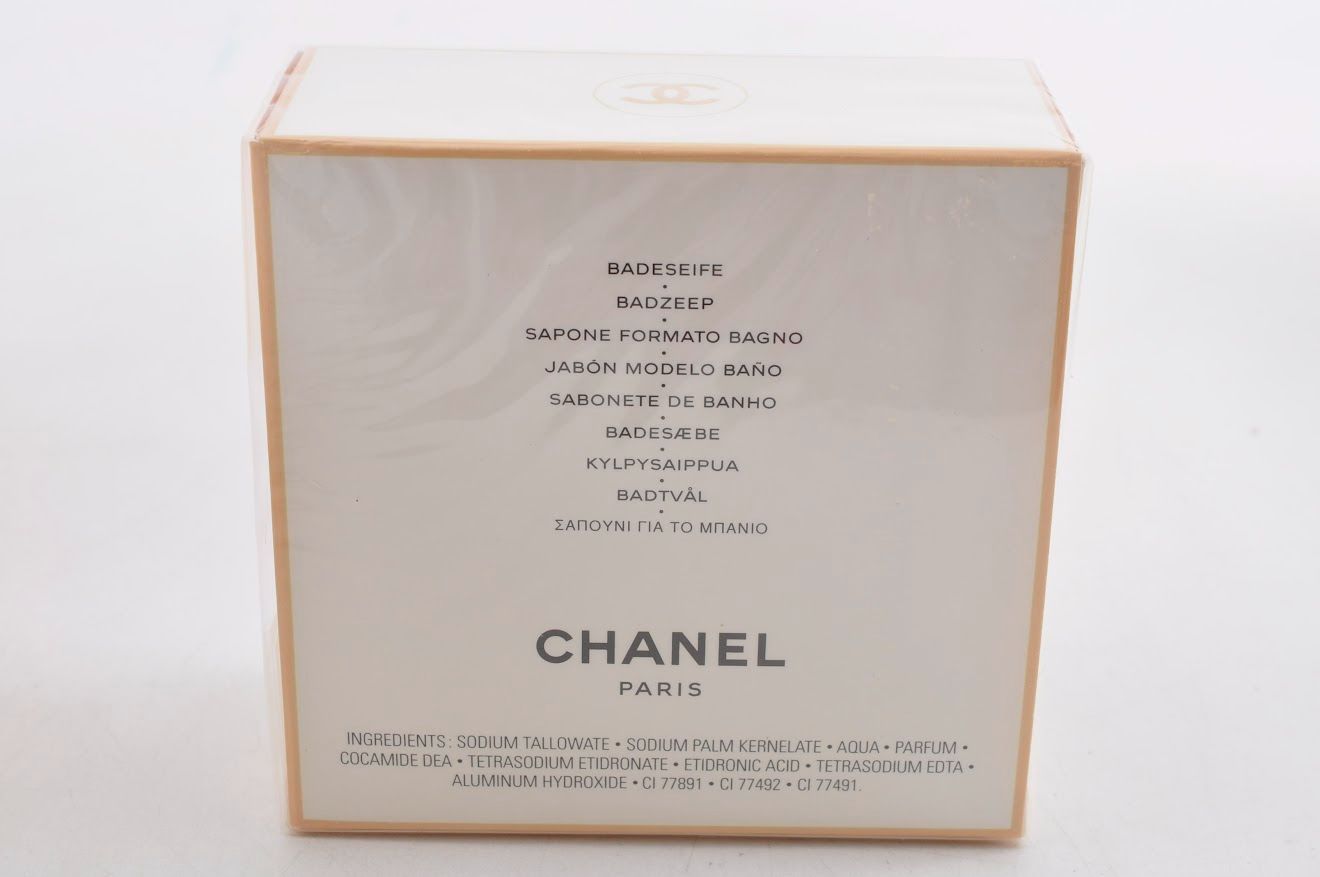 BADESEIFE
•
BADZEEP
•
SAPONE FORMATO BAGNO
•
JABÓN MODELO BAÑO
•
SABONETE DE BANHO
•
BADESÆBE
•
KYLPYSAIPPUA
•
BADTVÅL
•
ΣΑΠΟΥΝΙ ΓΙΑ ΤΟ ΜΠΑΝΙΟ
CHANEL
PARIS
INGREDIENTS : SODIUM TALLOWATE • SODIUM PALM KERNELATE • AQUA • PARFUM •
COCAMIDE DEA • TETRASODIUM ETIDRONATE • ETIDRONIC ACID • TETRASODIUM EDTA •
ALUMINUM HYDROXIDE • CI 77891 • CI 77492 • CI 77491.